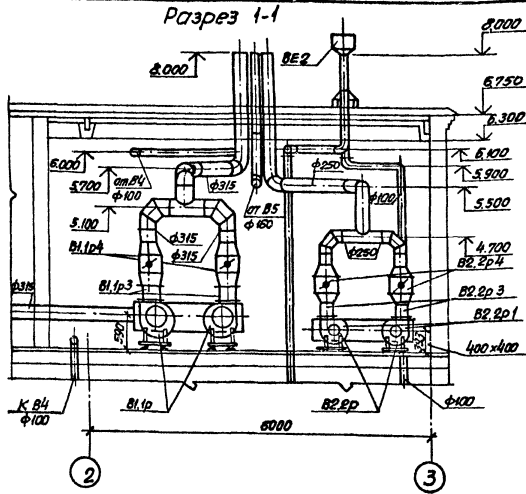 Разрез 1-1
8.000
ВЕ2
8,000
6.750
6.300
6.000
от В4
ф100
ф315
5.700
5.100
ф315
ф315
от В5
ф160
ф250
ф100
6,100
5.900
5.500
4.700
ф250
В1.1р4
В1.1р3
ф315
В2.2р4
В2.2р3
В2.2р1
400×400
К В4
ф100
В1.1р
В2.2р
ф100
6000
2
3